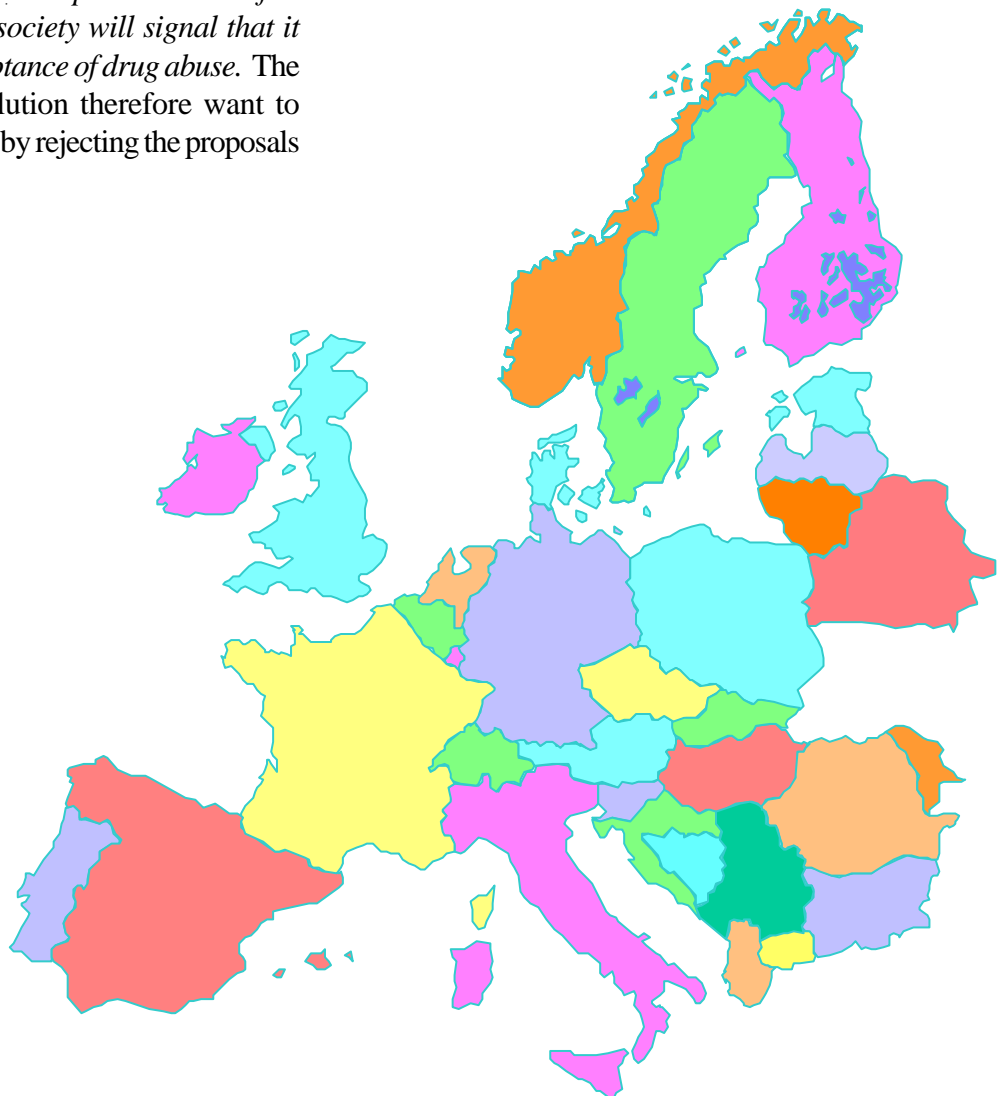 society will signal that it
ptance of drug abuse. The
lution therefore want to
by rejecting the proposals